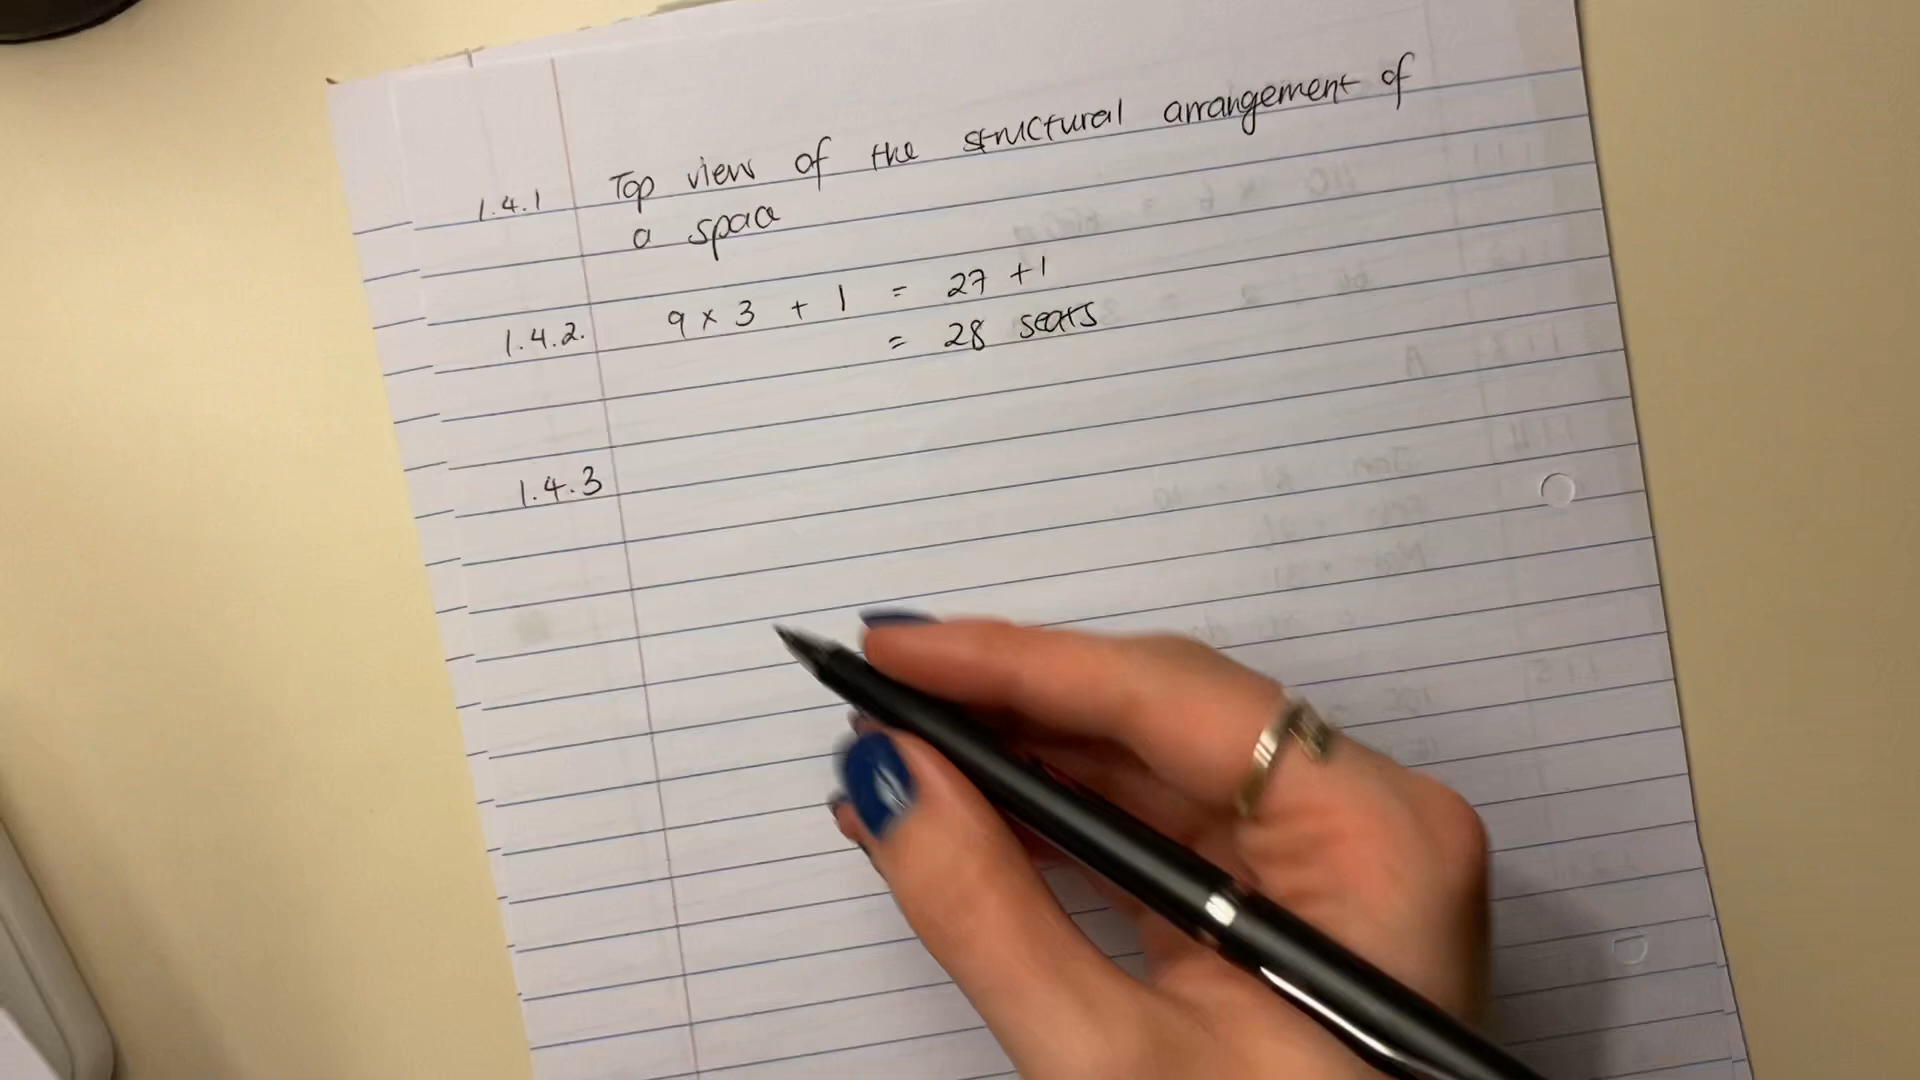 1.4.1 Top view of the structural arrangement of
a space
1.4.2. 9 × 3 + 1 = 27 + 1
= 28 seats
1.4.3